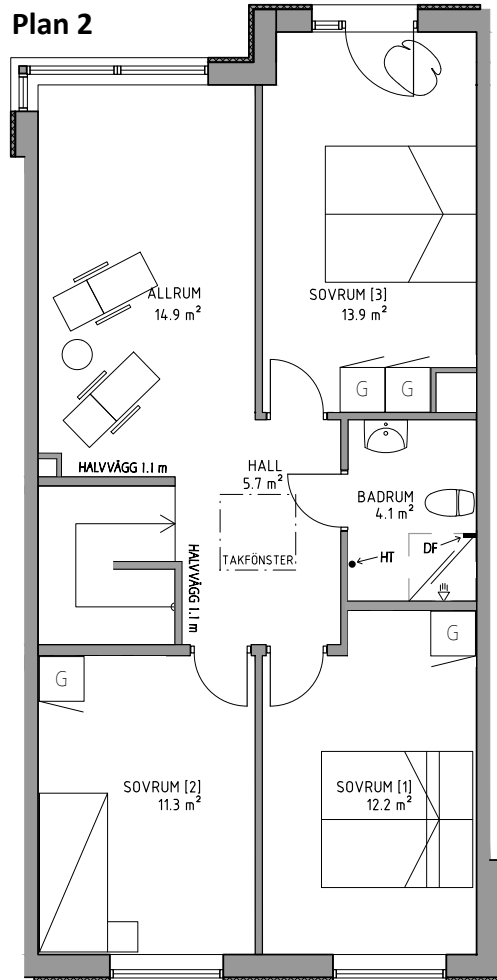 Plan 2
ALLRUM
14.9 m²
SOVRUM [3]
13.9 m²
G
G
HALVVÄGG 1.1 m
HALL
5.7 m²
BADRUM
4.1 m²
TAKFÖNSTER
HALVVÄGG 1.1 m
HT
DF
G
G
SOVRUM [2]
11.3 m²
SOVRUM [1]
12.2 m²